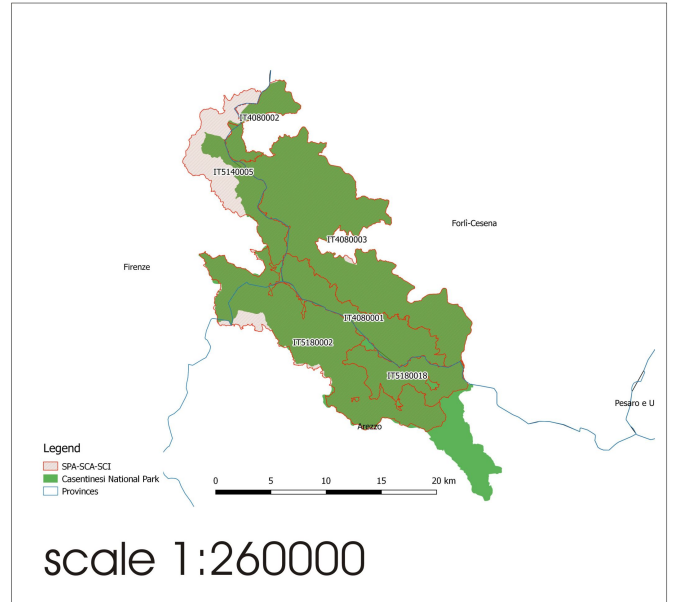 IT4080002
IT5140005
Forlì-Cesena
IT4080003
Firenze
IT4080001
IT5180002
IT5180018
Pesaro e U
Arezzo
Legend
SPA-SCA-SCI
Casentinesi National Park
Provinces
0 5 10 15 20 km
scale 1:260000